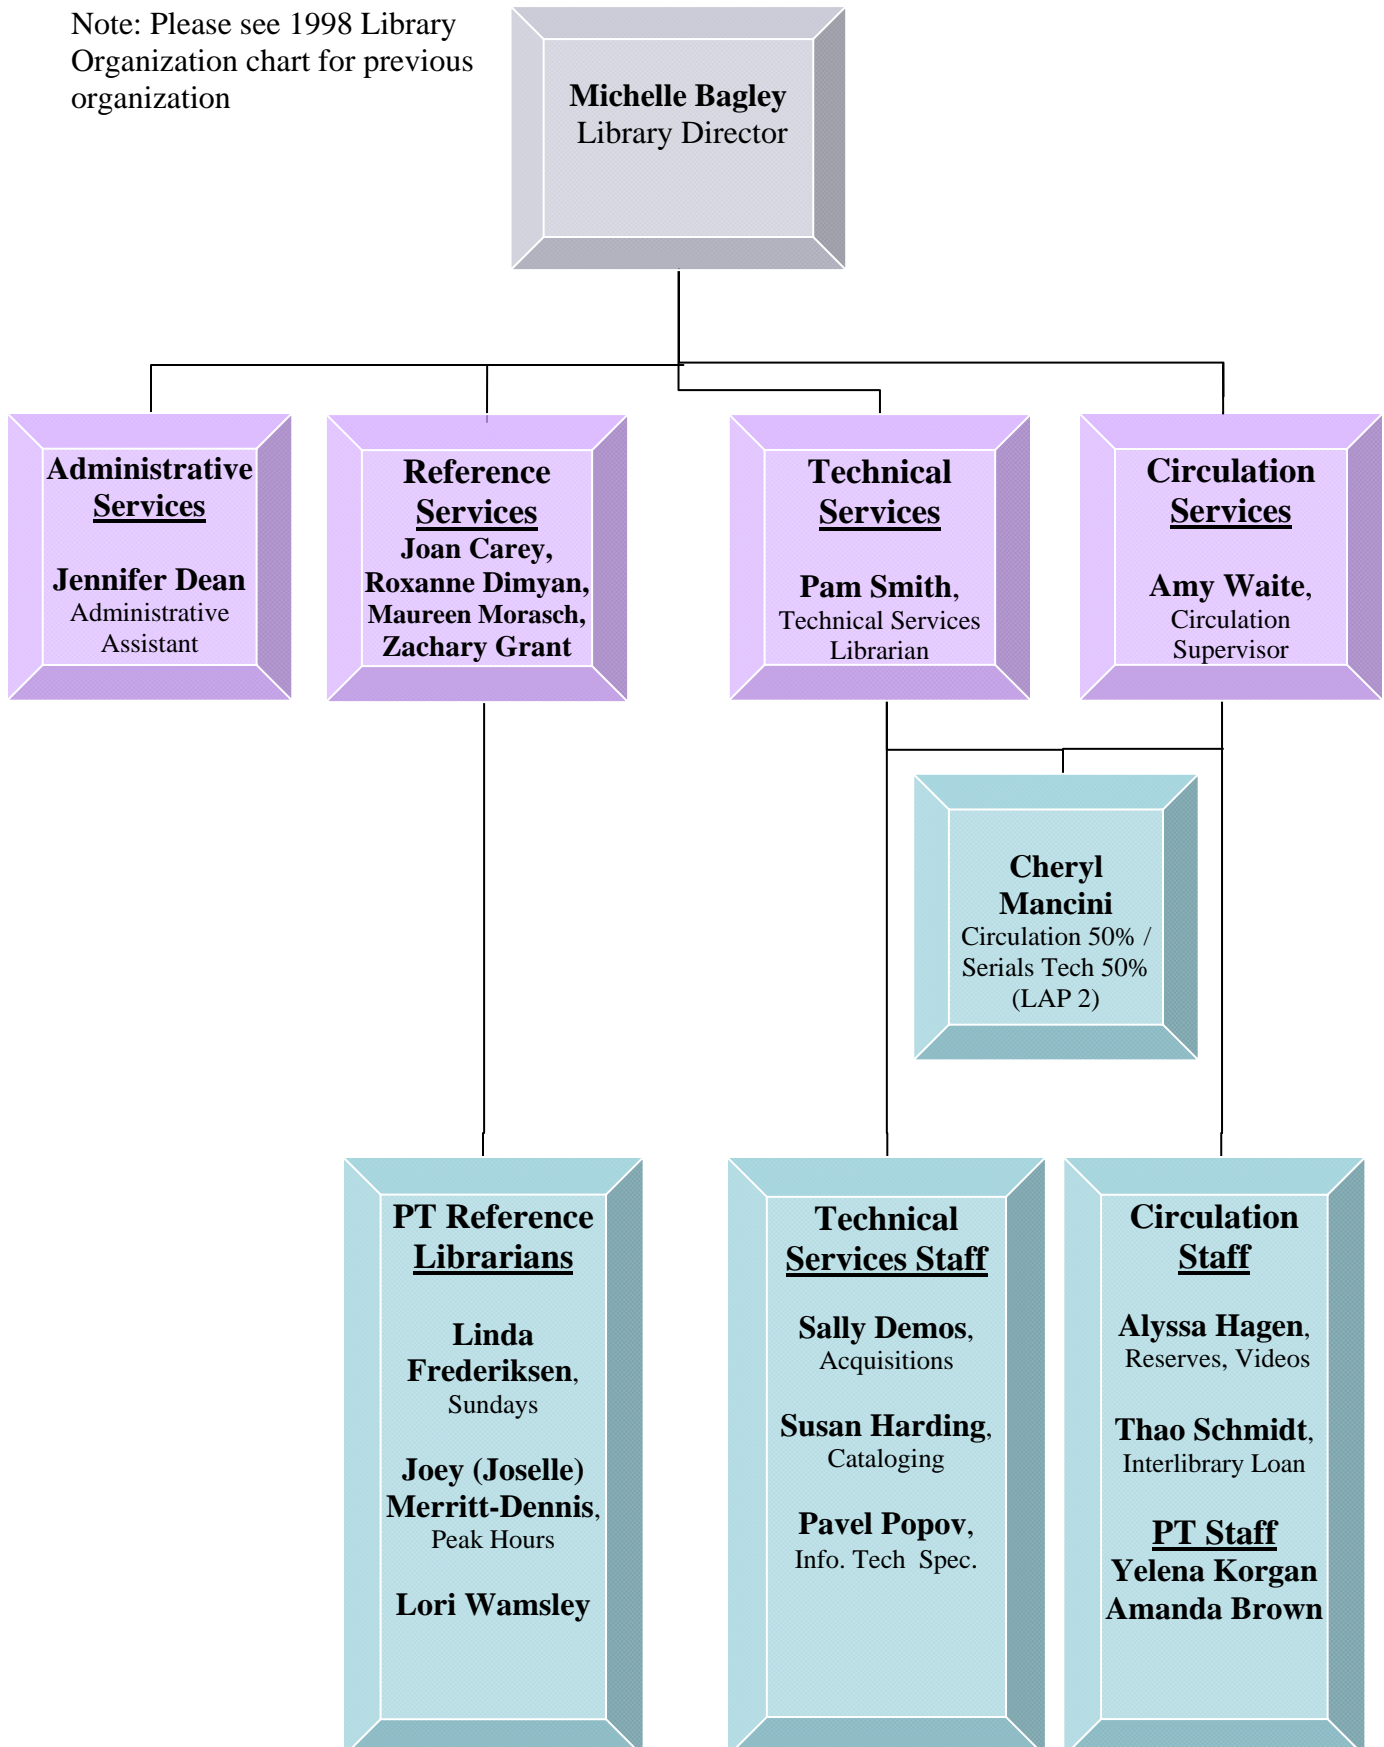 Note: Please see 1998 Library
Organization chart for previous
organization
Michelle Bagley
Library Director
Administrative
Services
Jennifer Dean
Administrative
Assistant
Reference
Services
Joan Carey,
Roxanne Dimyan,
Maureen Morasch,
Zachary Grant
Technical
Services
Pam Smith,
Technical Services
Librarian
Circulation
Services
Amy Waite,
Circulation
Supervisor
Cheryl
Mancini
Circulation 50% /
Serials Tech 50%
(LAP 2)
PT Reference
Librarians
Linda
Frederiksen,
Sundays
Joey (Joselle)
Merritt-Dennis,
Peak Hours
Lori Wamsley
Technical
Services Staff
Sally Demos,
Acquisitions
Susan Harding,
Cataloging
Pavel Popov,
Info. Tech Spec.
Circulation
Staff
Alyssa Hagen,
Reserves, Videos
Thao Schmidt,
Interlibrary Loan
PT Staff
Yelena Korgan
Amanda Brown